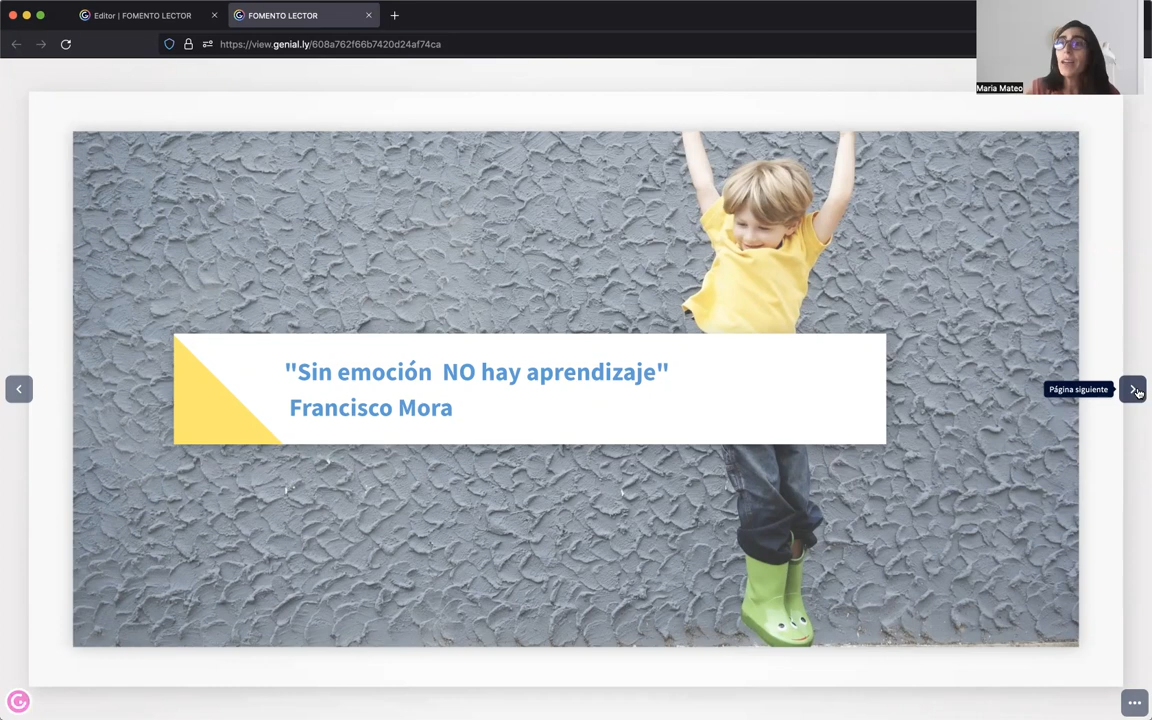 Editor | FOMENTO LECTOR
FOMENTO LECTOR
https://view.genial.ly/608a762f66b7420d24af74ca
Maria Mateo
"Sin emoción NO hay aprendizaje"
Francisco Mora
Página siguiente